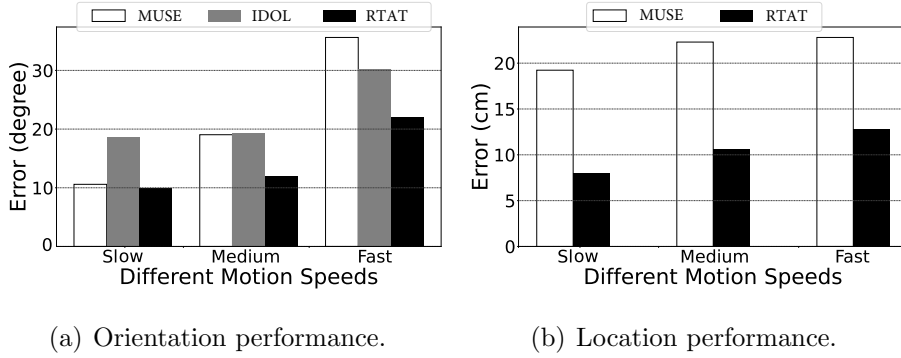 MUSE IDOL RTAT
Error (degree)
30
20
10
0
Slow Medium Fast
Different Motion Speeds
(a) Orientation performance.
MUSE RTAT
Error (cm)
20
15
10
5
0
Slow Medium Fast
Different Motion Speeds
(b) Location performance.